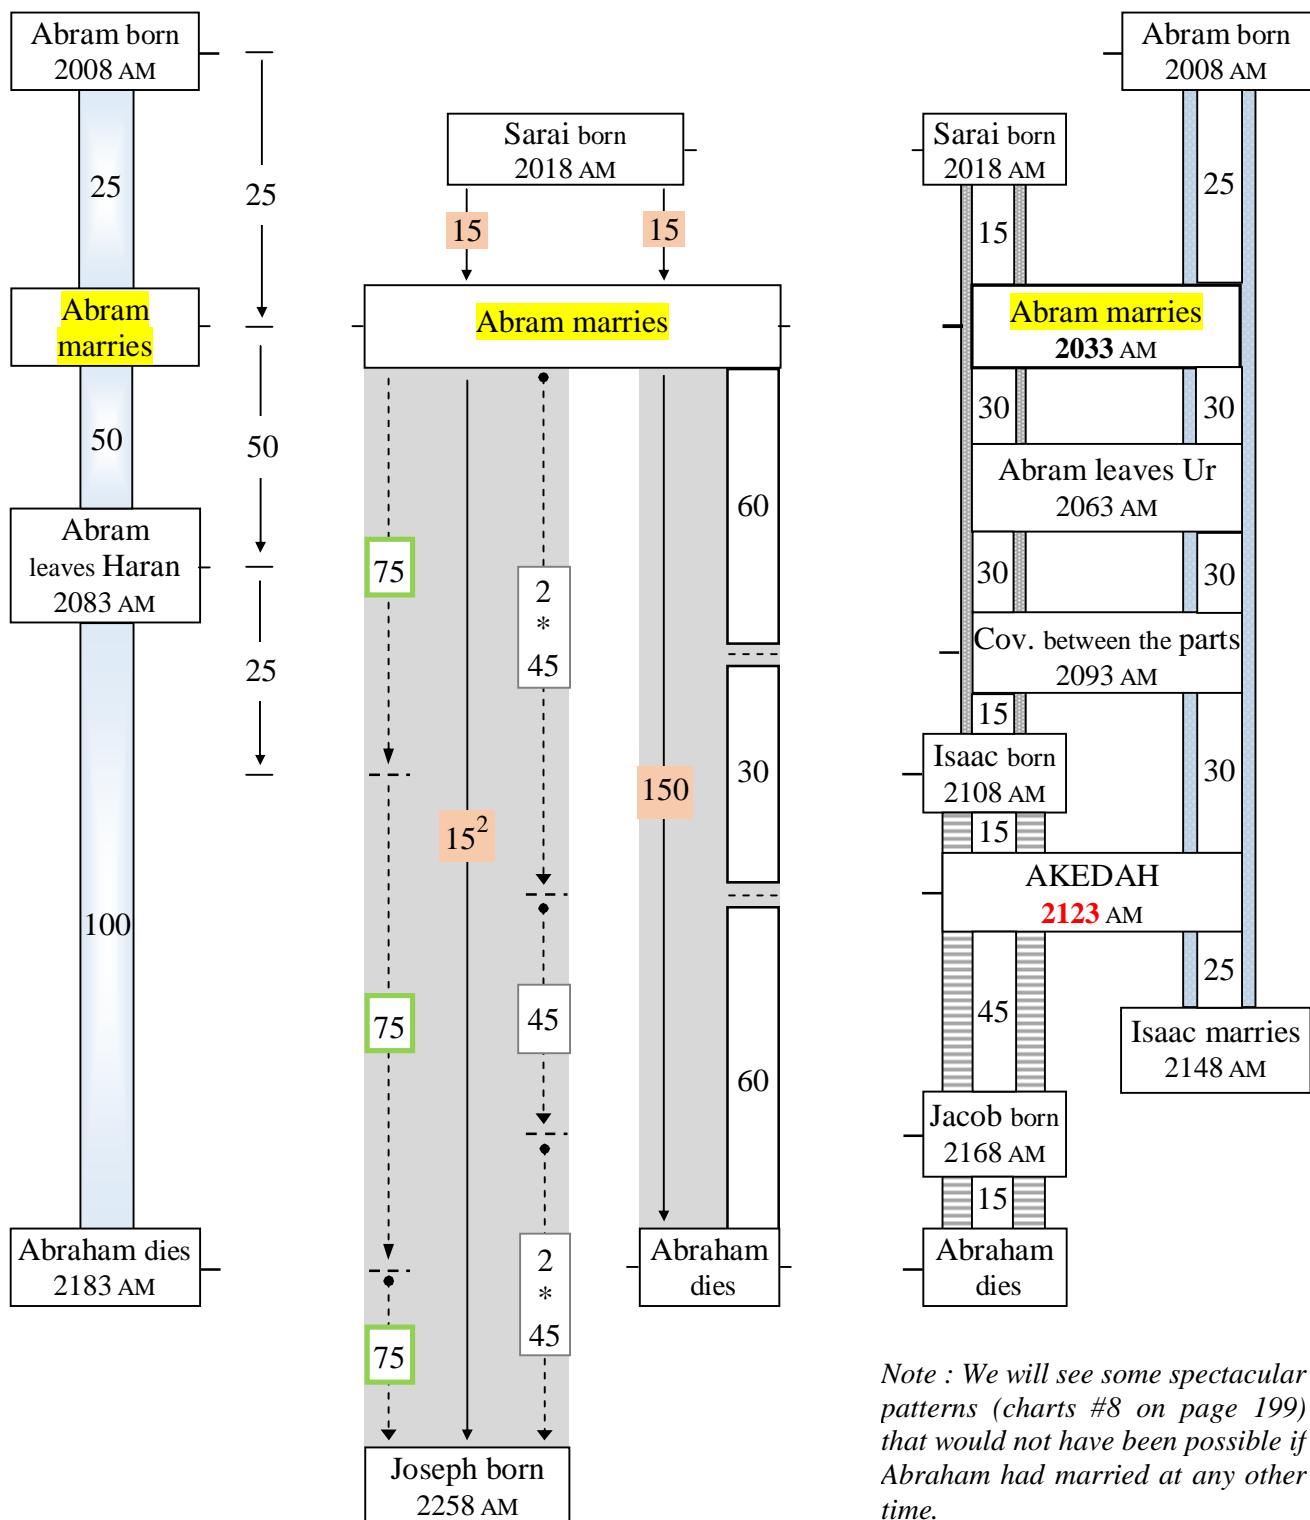 Abram born
2008 AM
25
Abram
marries
50
Abram
leaves Haran
2083 AM
100
Abraham dies
2183 AM
25
50
25
Sarai born
2018 AM
15
15
Abram marries
75
75
75
15²
2
*
45
45
2
*
45
150
60
30
60
Joseph born
2258 AM
Abraham
dies
Abram born
2008 AM
Sarai born
2018 AM
25
15
Abram marries
2033 AM
30
30
Abram leaves Ur
2063 AM
30
30
Cov. between the parts
2093 AM
15
30
Isaac born
2108 AM
15
AKEDAH
2123 AM
45
25
Isaac marries
2148 AM
Jacob born
2168 AM
15
Abraham
dies
Note : We will see some spectacular
patterns (charts #8 on page 199)
that would not have been possible if
Abraham had married at any other
time.